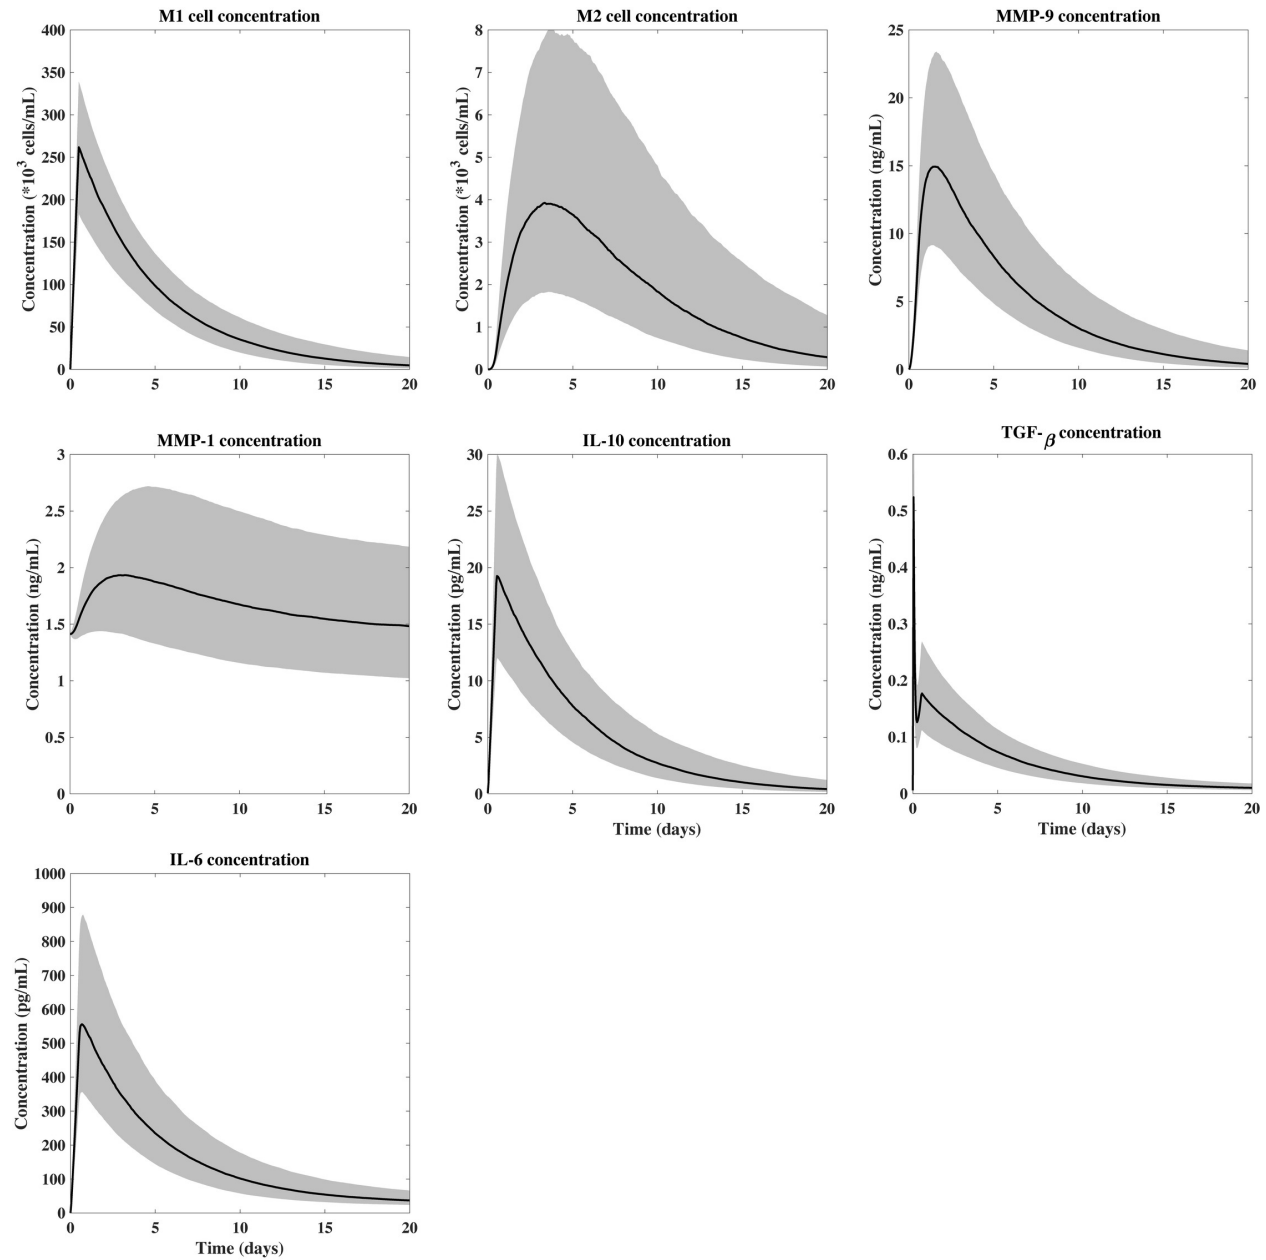 M1 cell concentration
Concentration (*10³ cells/mL)
400
350
300
250
200
150
100
50
0
0 5 10 15 20
M2 cell concentration
Concentration (*10³ cells/mL)
8
7
6
5
4
3
2
1
0
0 5 10 15 20
MMP-9 concentration
Concentration (ng/mL)
25
20
15
10
5
0
0 5 10 15 20
MMP-1 concentration
Concentration (ng/mL)
3
2.5
2
1.5
1
0.5
0
0 5 10 15 20
IL-10 concentration
Concentration (pg/mL)
30
25
20
15
10
5
0
0 5 10 15 20
Time (days)
TGF-β concentration
Concentration (ng/mL)
0.6
0.5
0.4
0.3
0.2
0.1
0
0 5 10 15 20
Time (days)
IL-6 concentration
Concentration (pg/mL)
1000
900
800
700
600
500
400
300
200
100
0
0 5 10 15 20
Time (days)